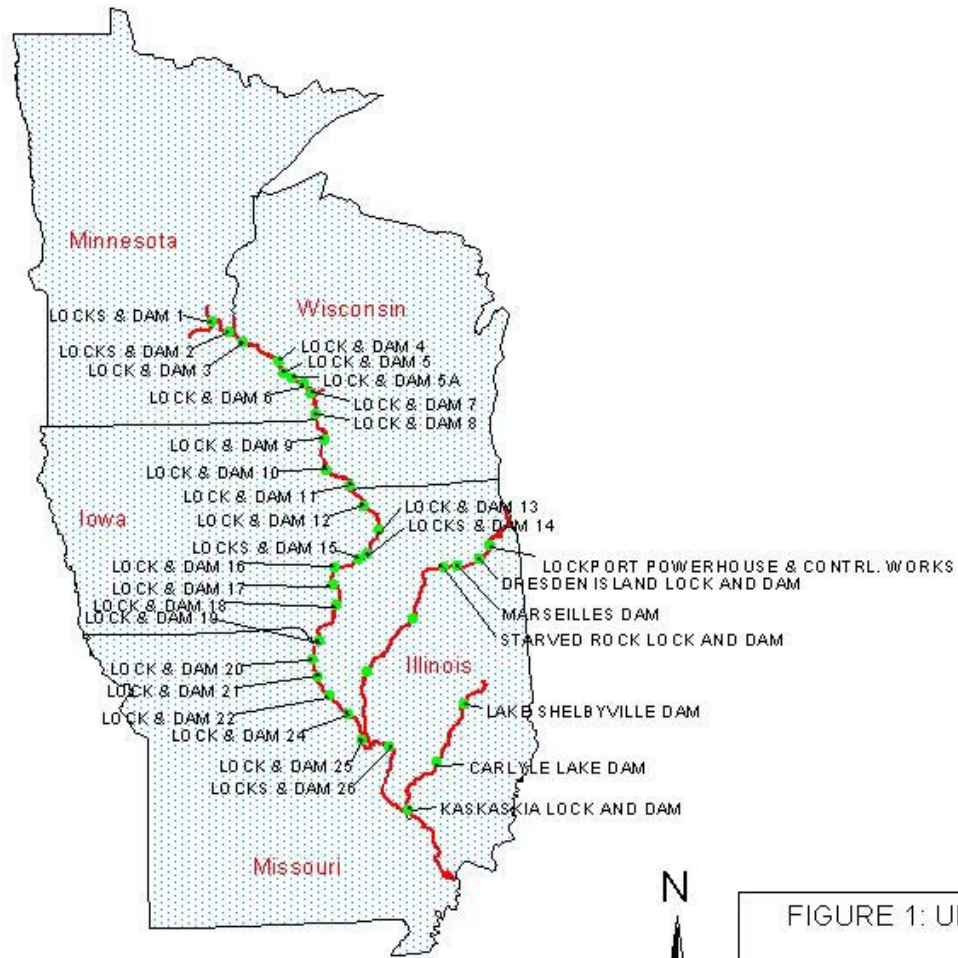 Minnesota
Wisconsin
LOCKS & DAM 1
LOCKS & DAM 2
LOCK & DAM 3
LOCK & DAM 4
LOCK & DAM 5
LOCK & DAM 5A
LOCK & DAM 6
LOCK & DAM 7
LOCK & DAM 8
LOCK & DAM 9
LOCK & DAM 10
LOCK & DAM 11
LOCK & DAM 12
Iowa
LOCK & DAM 13
LOCKS & DAM 14
LOCKS & DAM 15
LOCK & DAM 16
LOCK & DAM 17
LOCK & DAM 18
LOCK & DAM 19
LOCKPORT POWERHOUSE & CONTRL. WORKS
DRESDEN ISLAND LOCK AND DAM
MARSEILLES DAM
STARVED ROCK LOCK AND DAM
Illinois
LOCK & DAM 20
LOCK & DAM 21
LOCK & DAM 22
LOCK & DAM 24
LOCK & DAM 25
LOCKS & DAM 26
LAKE SHELBYVILLE DAM
CARLYLE LAKE DAM
KASKASKIA LOCK AND DAM
Missouri
N
FIGURE 1: